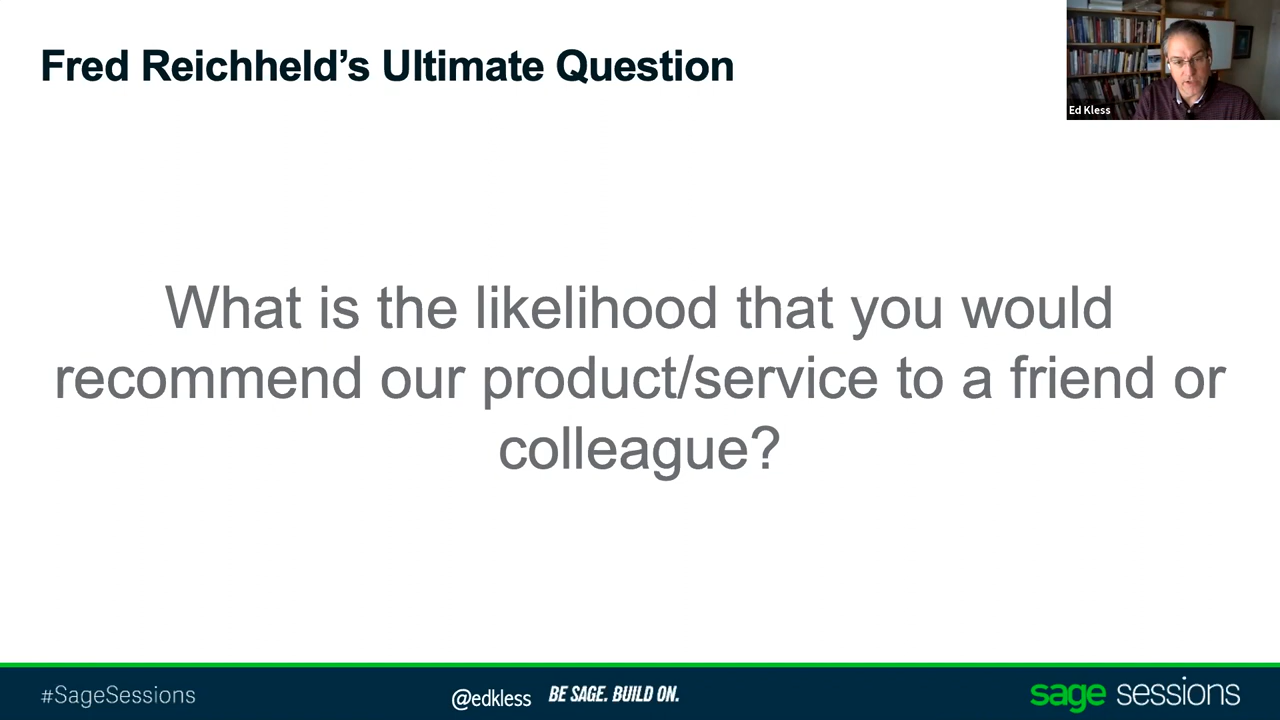 Fred Reichheld’s Ultimate Question
Ed Kless
What is the likelihood that you would
recommend our product/service to a friend or
colleague?
#SageSessions
@edkless
BE SAGE. BUILD ON.
sage sessions